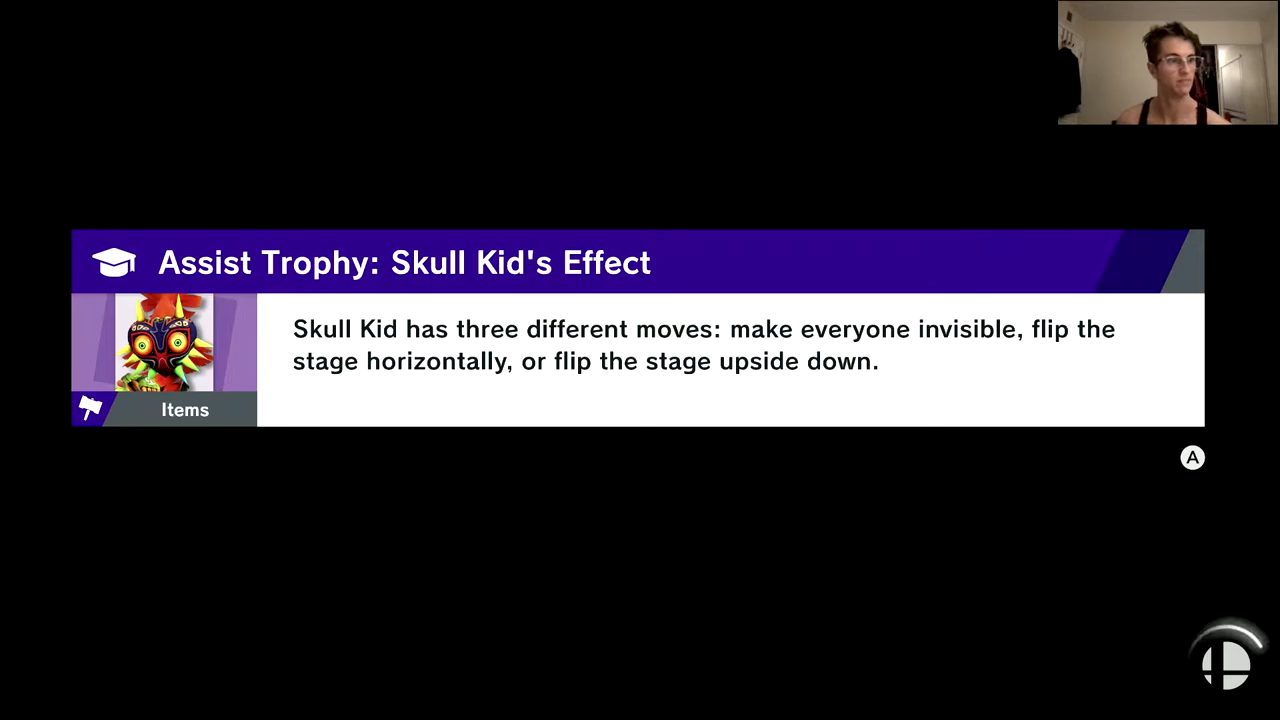 Assist Trophy: Skull Kid's Effect
Skull Kid has three different moves: make everyone invisible, flip the
stage horizontally, or flip the stage upside down.
Items
A